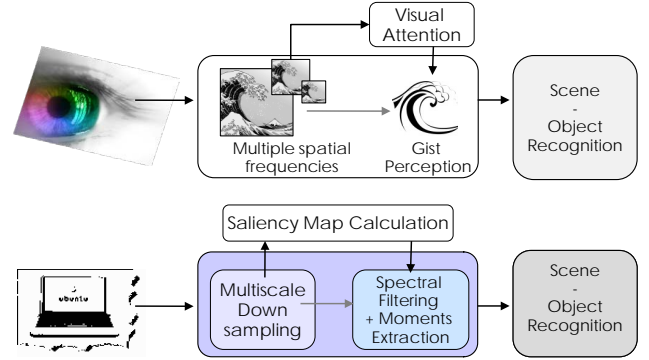 Visual
Attention
Multiple spatial
frequencies
Gist
Perception
Scene
-
Object
Recognition
Saliency Map Calculation
ubuntu
Multiscale
Down
sampling
Spectral
Filtering
+ Moments
Extraction
Scene
-
Object
Recognition